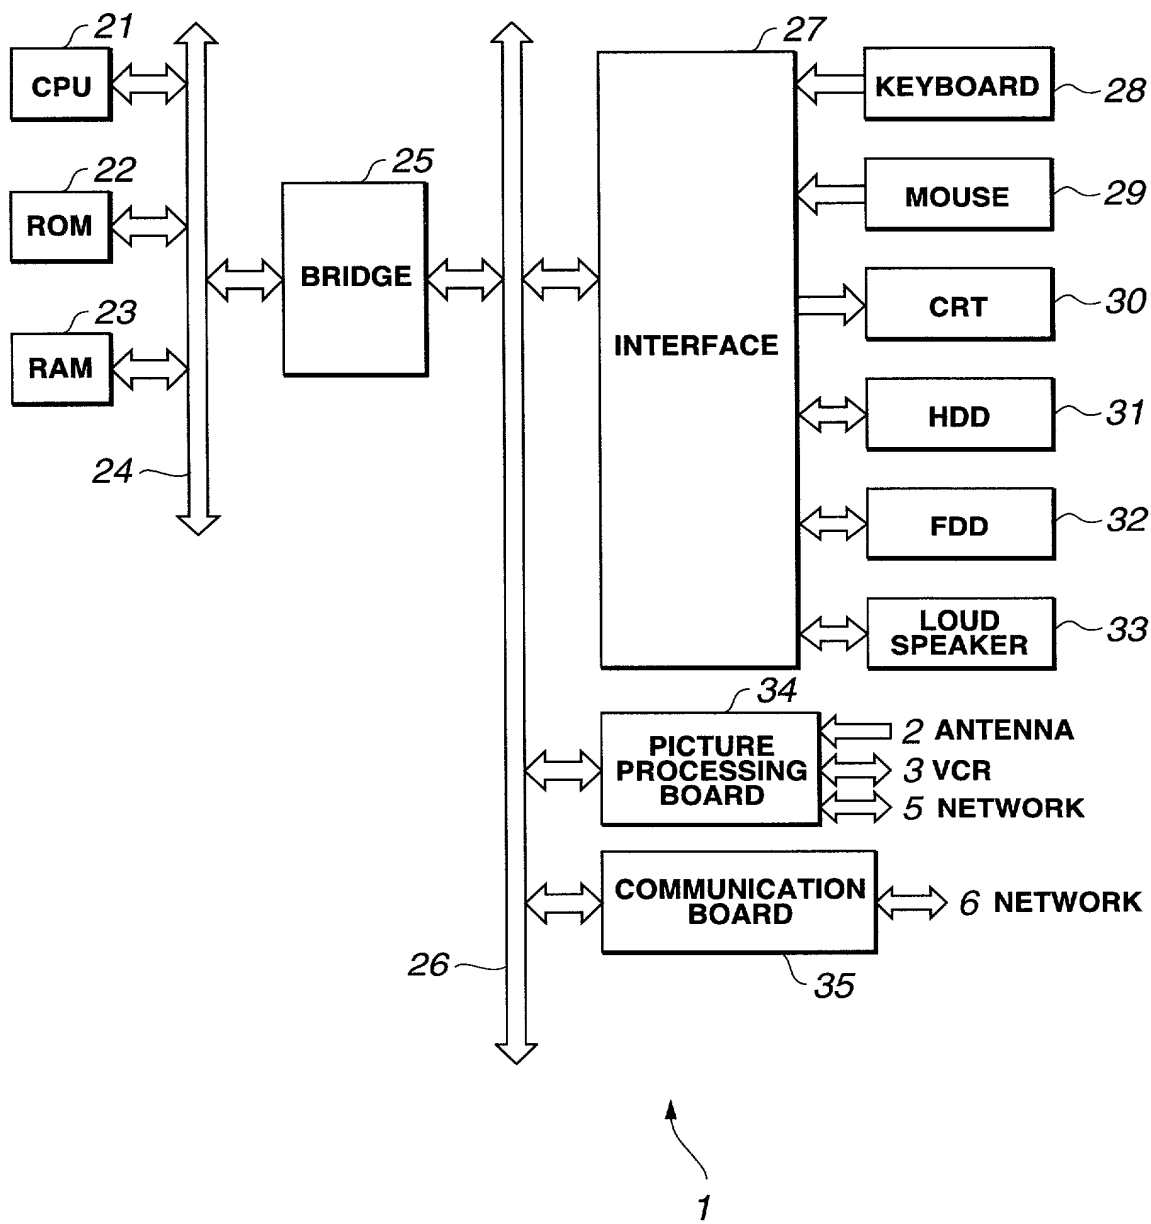 21
CPU
22
ROM
23
RAM
24
25
BRIDGE
26
27
INTERFACE
KEYBOARD 28
MOUSE 29
CRT 30
HDD 31
FDD 32
LOUD
SPEAKER 33
34
PICTURE
PROCESSING
BOARD
2 ANTENNA
3 VCR
5 NETWORK
COMMUNICATION
BOARD
6 NETWORK
35
1